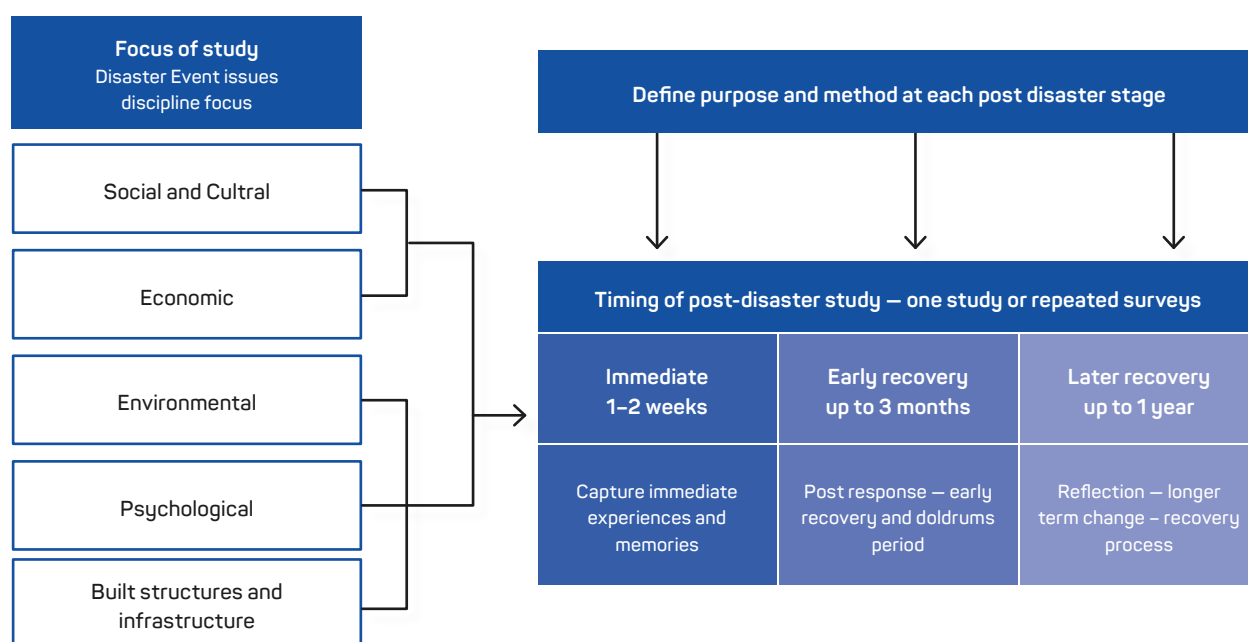 Focus of study
Disaster Event issues
discipline focus
Social and Cultral
Economic
Environmental
Psychological
Built structures and
infrastructure
Define purpose and method at each post disaster stage
Timing of post-disaster study — one study or repeated surveys
Immediate
1–2 weeks
Early recovery
up to 3 months
Later recovery
up to 1 year
Capture immediate
experiences and
memories
Post response — early
recovery and doldrums
period
Reflection — longer
term change – recovery
process